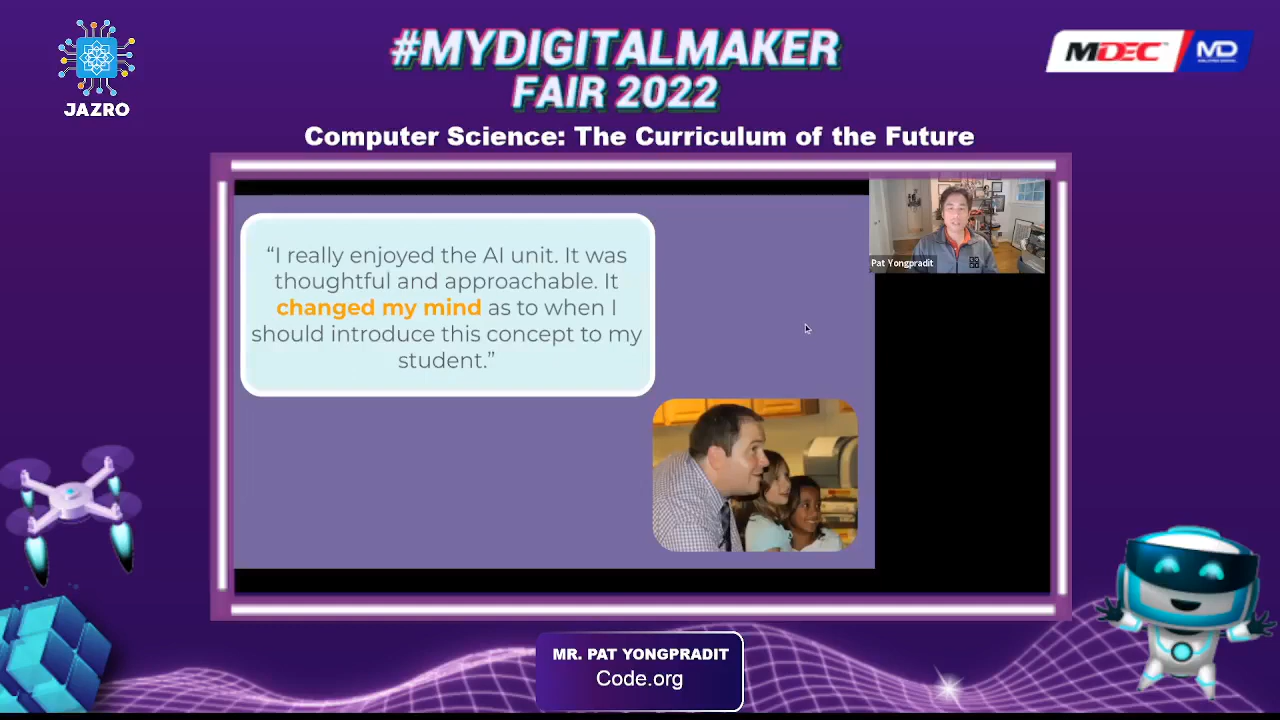 JAZRO
#MYDIGITALMAKER
FAIR 2022
MDEC
MD
Computer Science: The Curriculum of the Future
Pat Yongpradit
“I really enjoyed the AI unit. It was
thoughtful and approachable. It
changed my mind as to when I
should introduce this concept to my
student.”
MR. PAT YONGPRADIT
Code.org